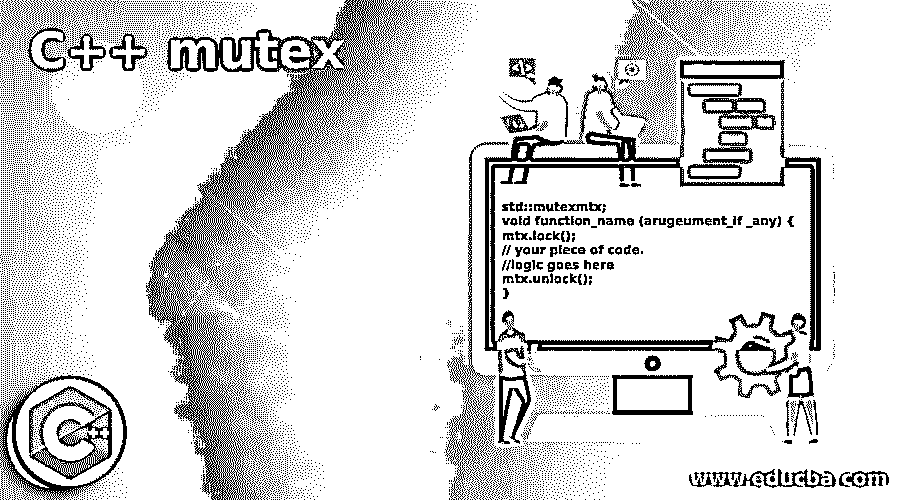 C++ mutex
std::mutexmtx;
void function_name (arugeument_if _any) {
mtx.lock();
// your piece of code.
//logic goes here
mtx.unlock();
}
www.educba.com